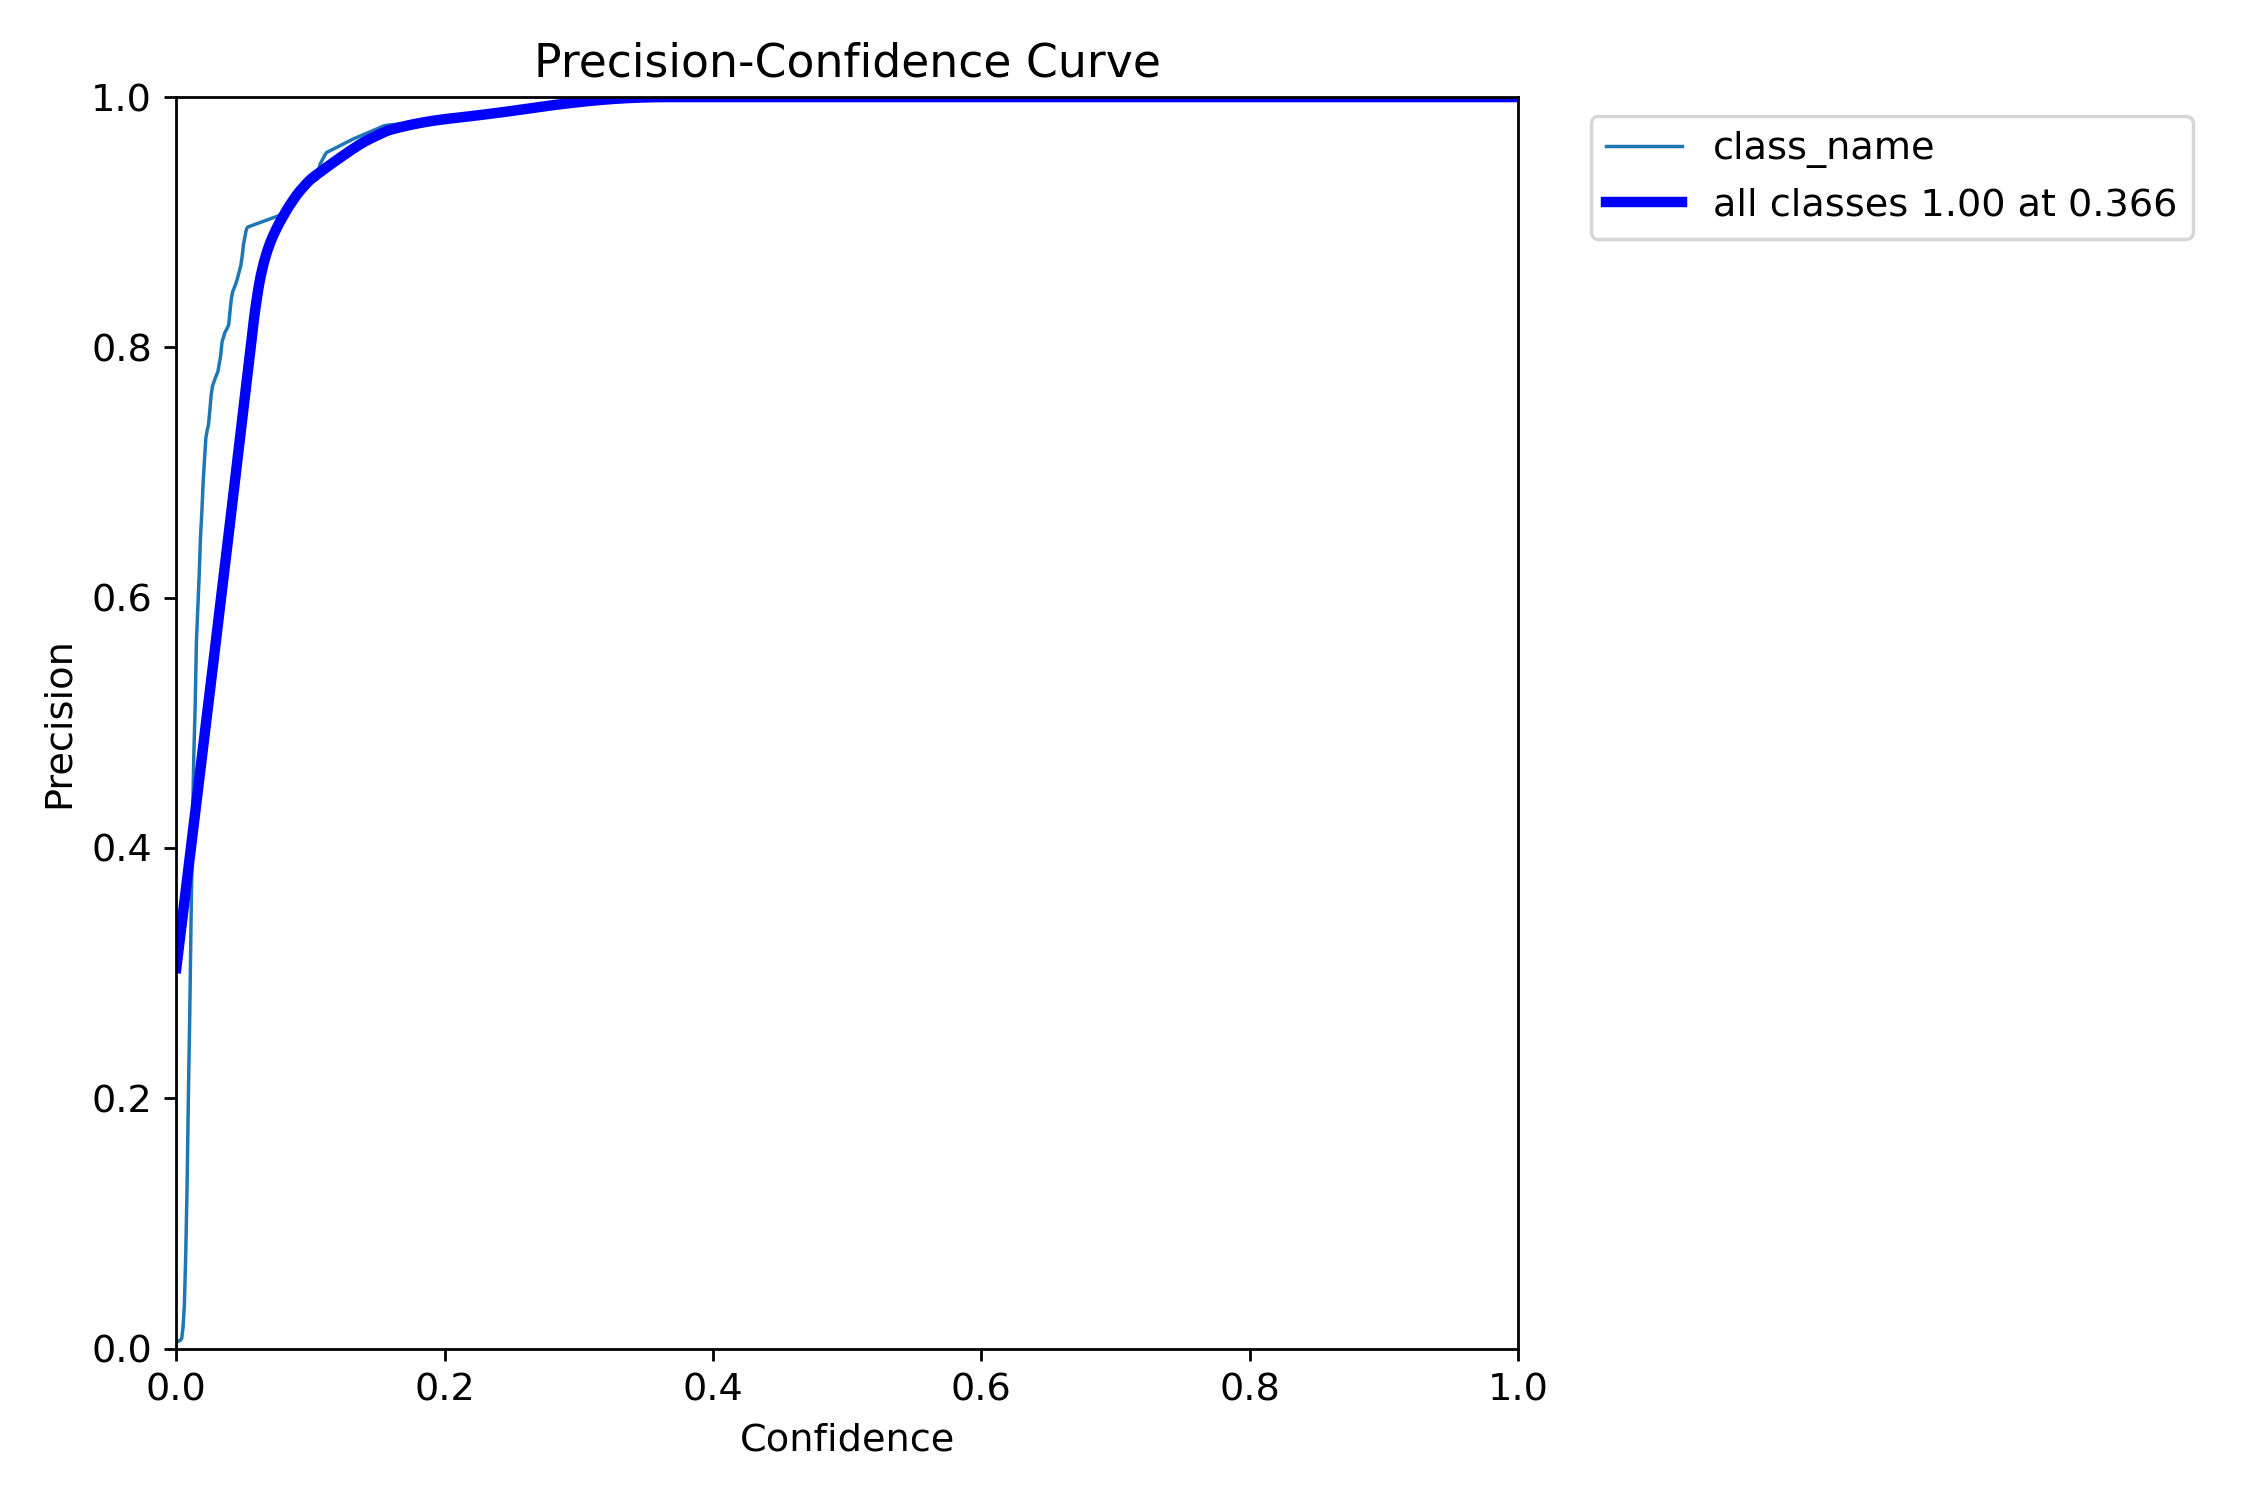 Precision-Confidence Curve
1.0
0.8
0.6
0.4
0.2
0.0
Precision
0.0 0.2 0.4 0.6 0.8 1.0
Confidence
class_name
all classes 1.00 at 0.366